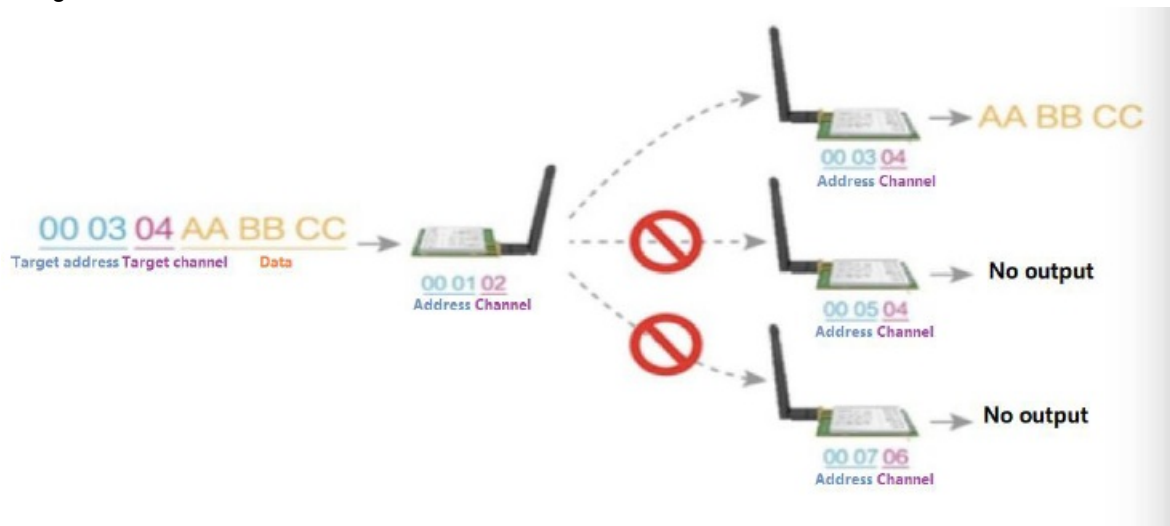 AA BB CC
00 03 04
Address Channel
00 03 04 AA BB CC
Target address Target channel Data
00 01 02
Address Channel
No output
00 05 04
Address Channel
No output
00 07 06
Address Channel